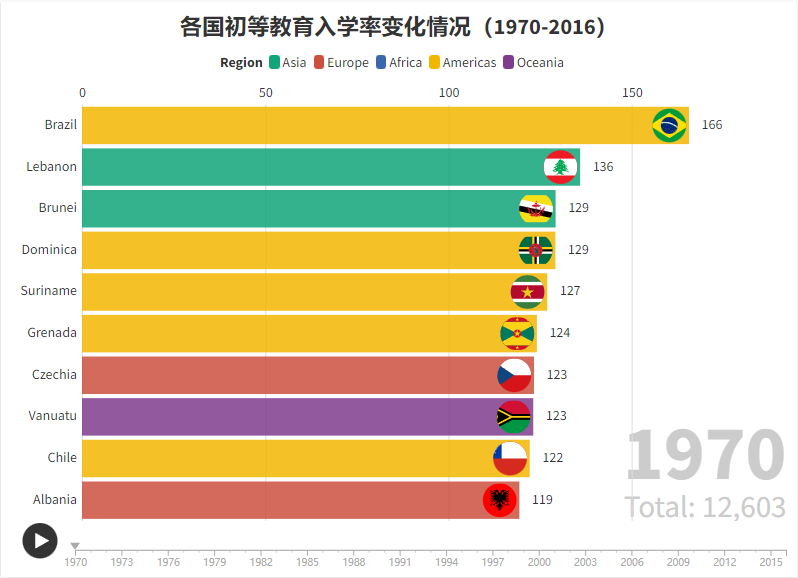 各国初等教育入学率变化情况（1970-2016）
Region Asia Europe Africa Americas Oceania
0 50 100 150
Brazil 166
Lebanon 136
Brunei 129
Dominica 129
Suriname 127
Grenada 124
Czechia 123
Vanuatu 123
Chile 122
Albania 119
1970
Total: 12,603
1970 1973 1976 1979 1982 1985 1988 1991 1994 1997 2000 2003 2006 2009 2012 2015